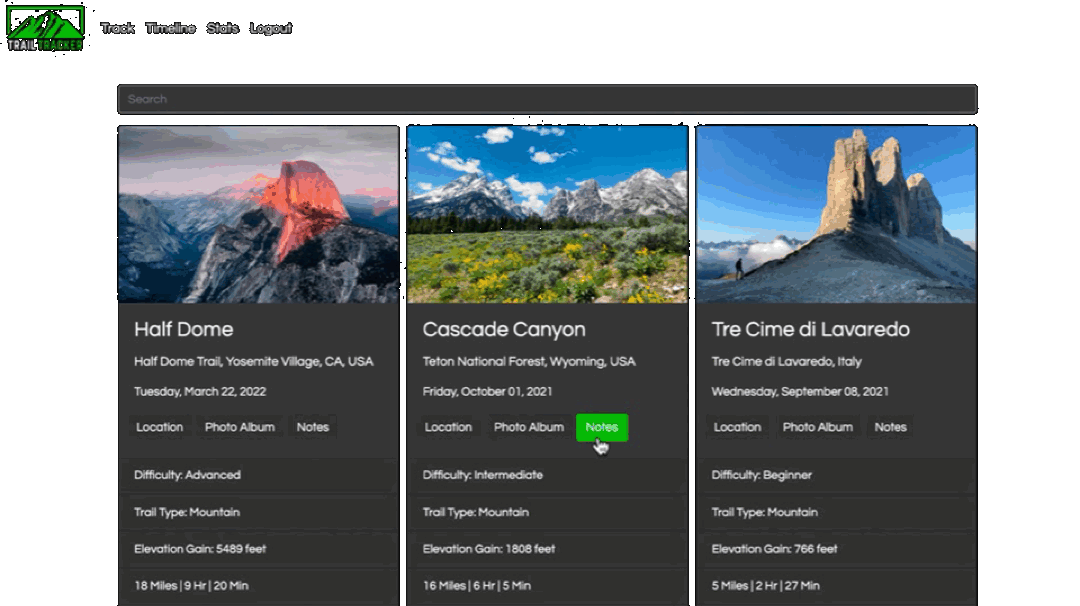 TRAILTRACKER
Track Timeline Stats Logout
Search
Half Dome
Half Dome Trail, Yosemite Village, CA, USA
Tuesday, March 22, 2022
Location Photo Album Notes
Difficulty: Advanced
Trail Type: Mountain
Elevation Gain: 5489 feet
18 Miles | 9 Hr | 20 Min
Cascade Canyon
Teton National Forest, Wyoming, USA
Friday, October 01, 2021
Location Photo Album Notes
Difficulty: Intermediate
Trail Type: Mountain
Elevation Gain: 1808 feet
16 Miles | 6 Hr | 5 Min
Tre Cime di Lavaredo
Tre Cime di Lavaredo, Italy
Wednesday, September 08, 2021
Location Photo Album Notes
Difficulty: Beginner
Trail Type: Mountain
Elevation Gain: 766 feet
5 Miles | 2 Hr | 27 Min